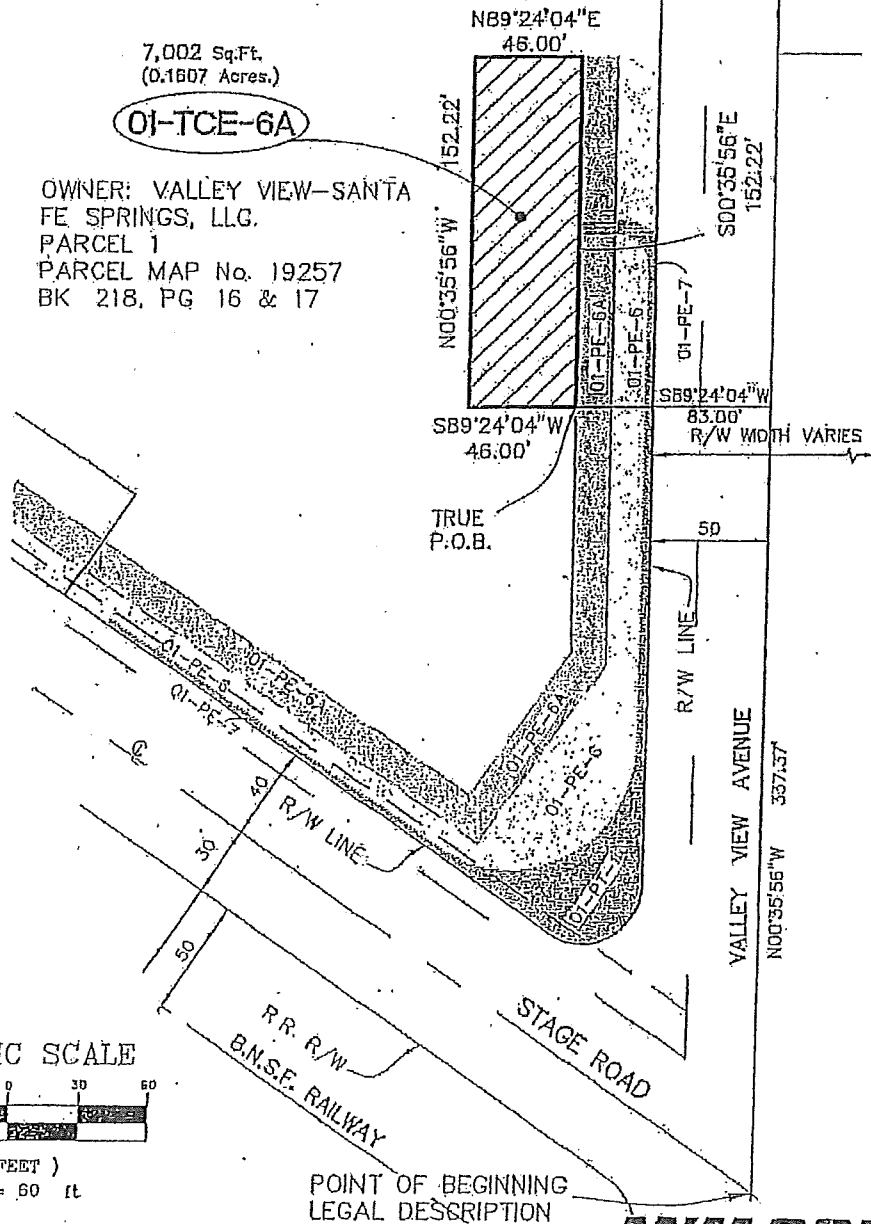 N89°24'04"E
46.00'
7,002 Sq.Ft.
(0.1607 Acres.)
01-TCE-6A
OWNER: VALLEY VIEW-SANTA
FE SPRINGS, LLC.
PARCEL 1
PARCEL MAP No. 19257
BK 218, PG 16 & 17
152.22'
N00°35'56"W
S00°35'56"E
152.22'
01-PE-6A
01-PE-6
01-PE-7
S89°24'04"W
83.00'
S89°24'04"W
46.00'
R/W WIDTH VARIES
TRUE
P.O.B.
50
R/W LINE
01-PE-6A
01-PE-6
01-PE-7
01-PE-6A
01-PE-6
℄
40
30
50
R/W LINE
VALLEY VIEW AVENUE
N00°35'56"W 337.37'
STAGE ROAD
R.R. R/W
B.N.S.F. RAILWAY
IC SCALE
0 30 60
FEET )
= 60 ft
POINT OF BEGINNING
LEGAL DESCRIPTION